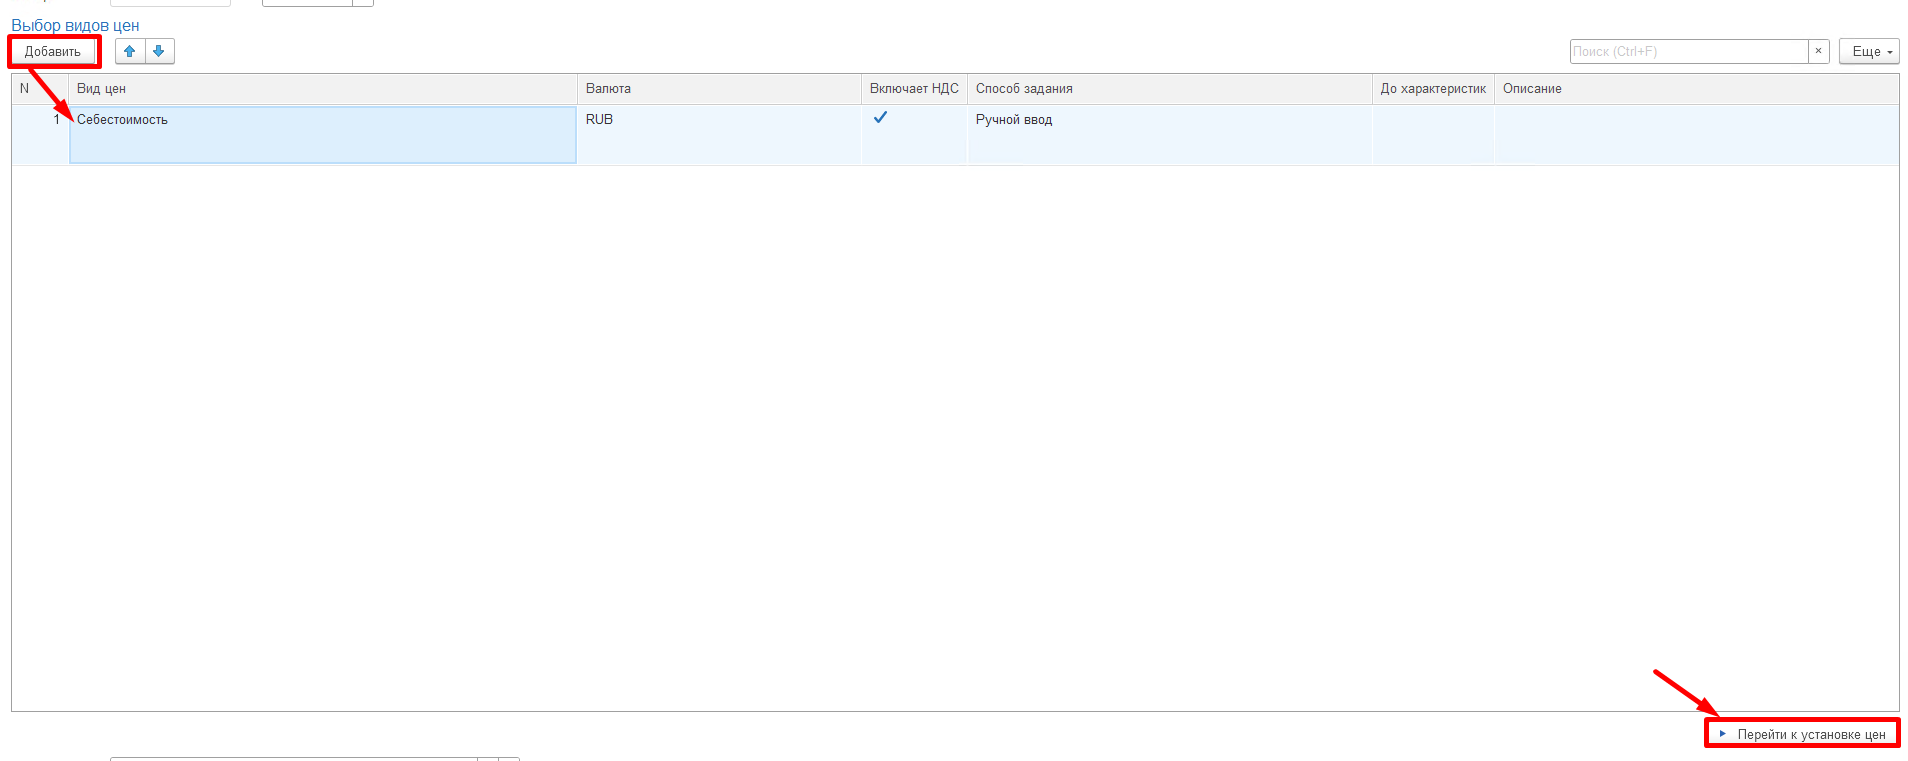 Выбор видов цен
Добавить Поиск (Ctrl+F) × Еще
N Вид цен Валюта Включает НДС Способ задания До характеристик Описание
1 Себестоимость RUB Ручной ввод
Перейти к установке цен